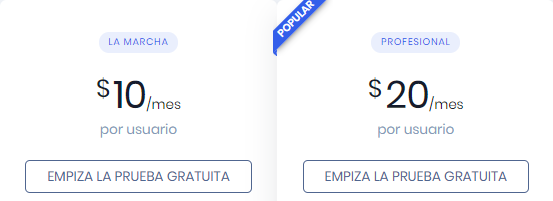 LA MARCHA
$10/mes
por usuario
EMPIZA LA PRUEBA GRATUITA
POPULAR
PROFESIONAL
$20/mes
por usuario
EMPIZA LA PRUEBA GRATUITA